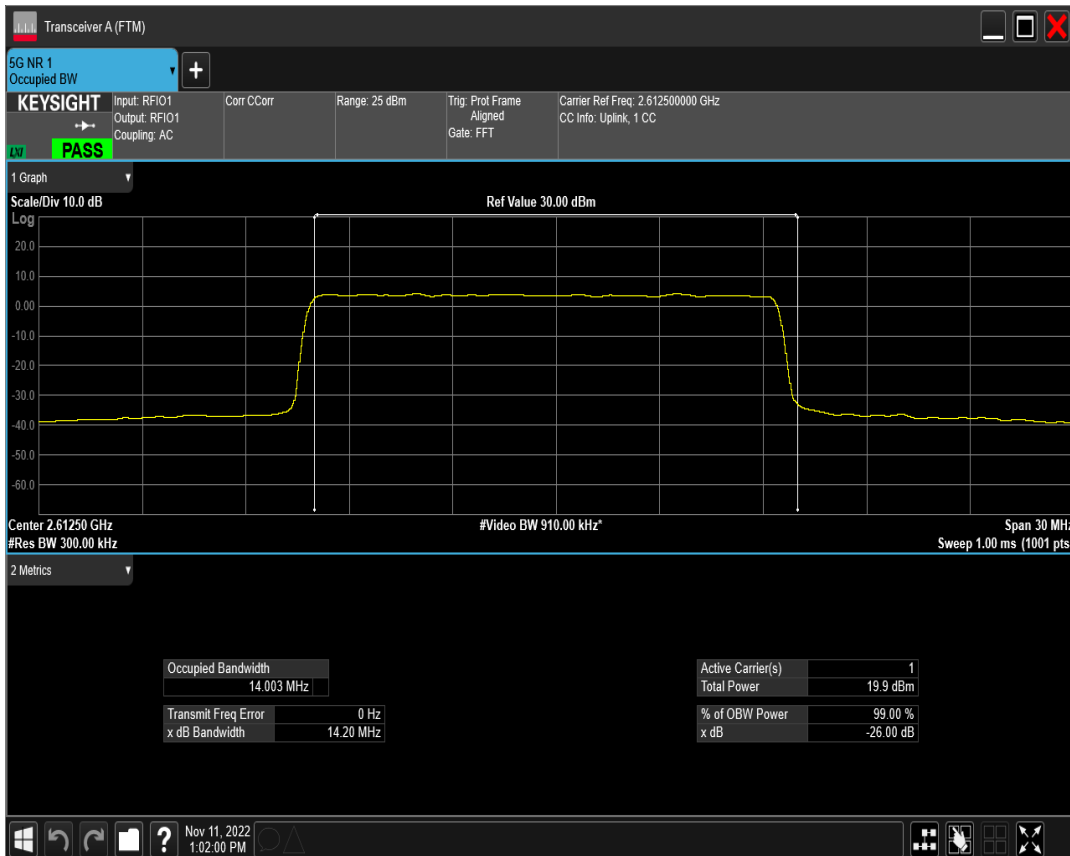 Transceiver A (FTM)
5G NR 1
Occupied BW
+
KEYSIGHT
LXI
PASS
Input: RFIO1
Output: RFIO1
Coupling: AC
Corr CCorr
Range: 25 dBm
Trig: Prot Frame
Aligned
Gate: FFT
Carrier Ref Freq: 2.612500000 GHz
CC Info: Uplink, 1 CC
1 Graph
Scale/Div 10.0 dB
Ref Value 30.00 dBm
Log
20.0
10.0
0.00
-10.0
-20.0
-30.0
-40.0
-50.0
-60.0
Center 2.61250 GHz
#Video BW 910.00 kHz*
Span 30 MHz
#Res BW 300.00 kHz
Sweep 1.00 ms (1001 pts
2 Metrics
Occupied Bandwidth
14.003 MHz
Transmit Freq Error 0 Hz
x dB Bandwidth 14.20 MHz
Active Carrier(s) 1
Total Power 19.9 dBm
% of OBW Power 99.00 %
x dB -26.00 dB
?
Nov 11, 2022
1:02:00 PM